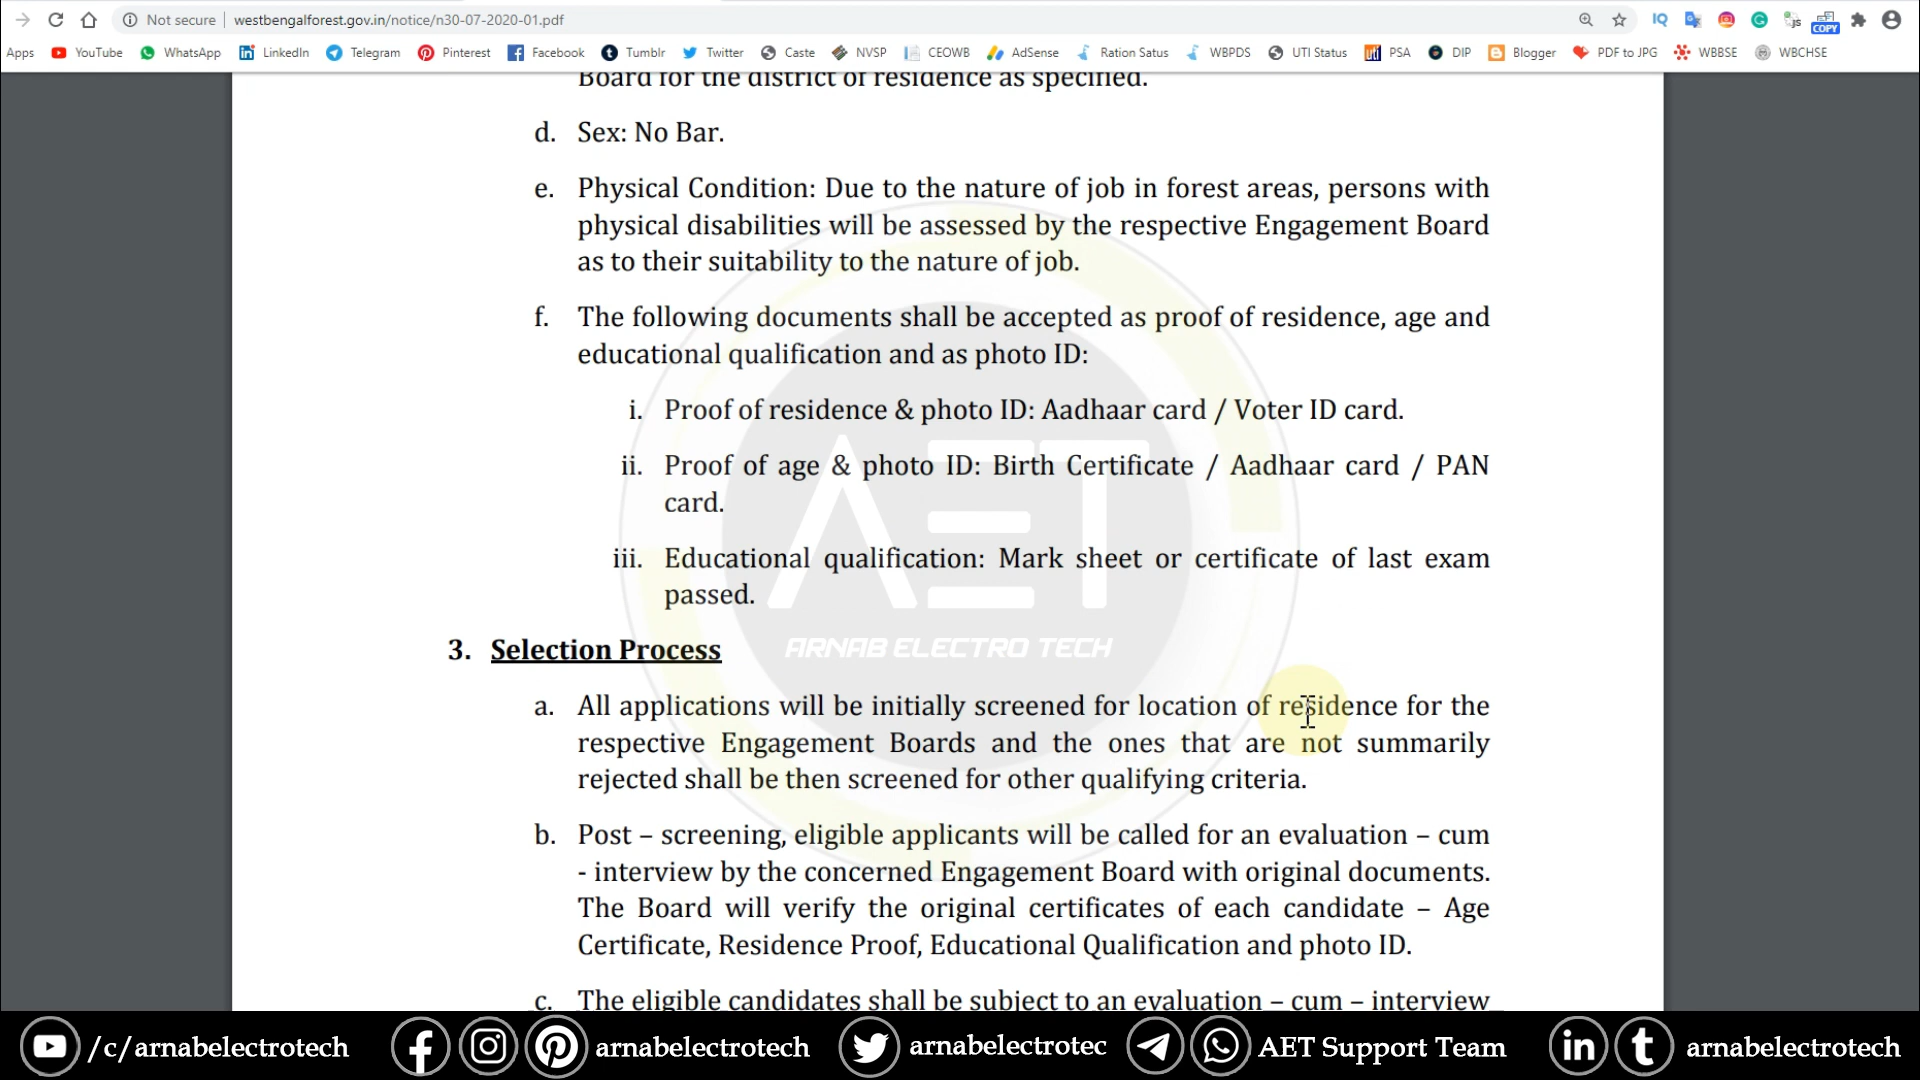 Not secure | westbengalforest.gov.in/notice/n30-07-2020-01.pdf
IQ
js
COPY
Apps YouTube WhatsApp LinkedIn Telegram Pinterest Facebook Tumblr Twitter Caste NVSP CEOWB AdSense Ration Satus WBPDS UTI Status PSA DIP Blogger PDF to JPG WBBSE WBCHSE
Board for the district of residence as specified.
d. Sex: No Bar.
e. Physical Condition: Due to the nature of job in forest areas, persons with
physical disabilities will be assessed by the respective Engagement Board
as to their suitability to the nature of job.
f. The following documents shall be accepted as proof of residence, age and
educational qualification and as photo ID:
i. Proof of residence & photo ID: Aadhaar card / Voter ID card.
ii. Proof of age & photo ID: Birth Certificate / Aadhaar card / PAN
card.
iii. Educational qualification: Mark sheet or certificate of last exam
passed.
AET
ARNAB ELECTRO TECH
3. Selection Process
a. All applications will be initially screened for location of residence for the
respective Engagement Boards and the ones that are not summarily
rejected shall be then screened for other qualifying criteria.
b. Post – screening, eligible applicants will be called for an evaluation – cum
- interview by the concerned Engagement Board with original documents.
The Board will verify the original certificates of each candidate – Age
Certificate, Residence Proof, Educational Qualification and photo ID.
c. The eligible candidates shall be subject to an evaluation – cum – interview
/c/arnabelectrotech arnabelectrotech arnabelectrotec AET Support Team arnabelectrotech